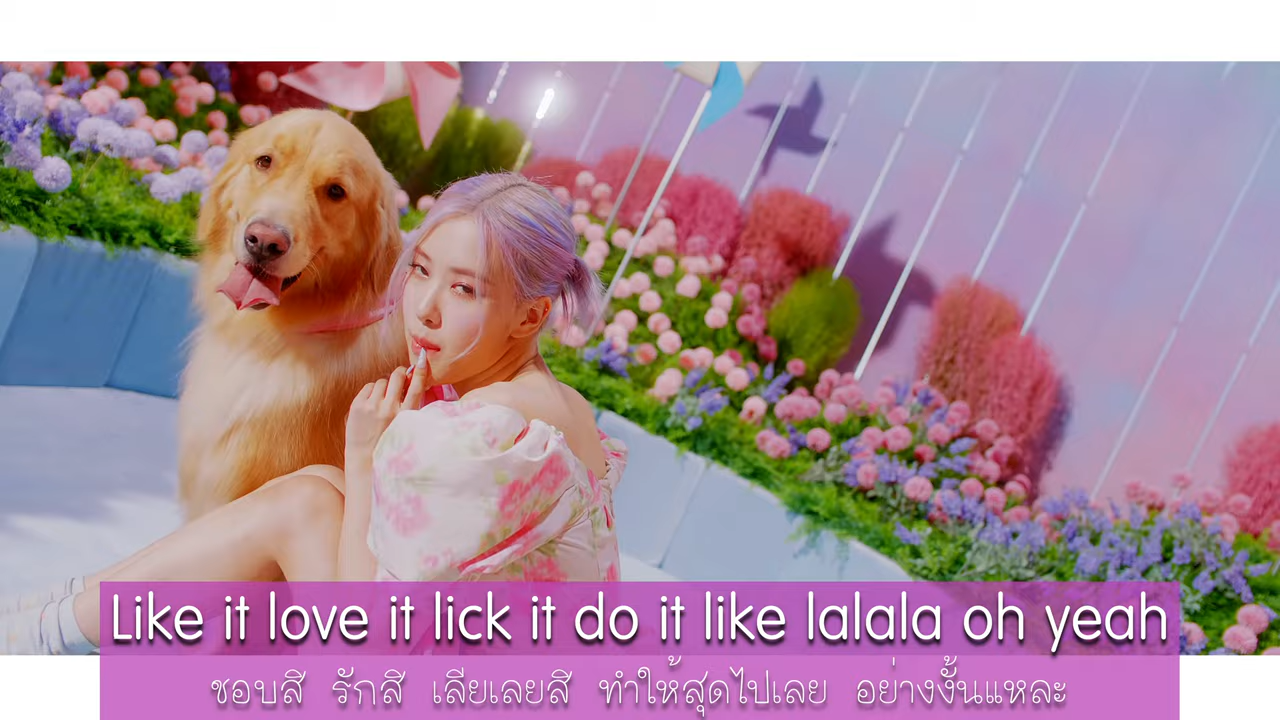 Like it love it lick it do it like lalala oh yeah
ชอบสิ รักสิ เลียเลยสิ ทำให้สุดไปเลย อย่างงั้นแหละ